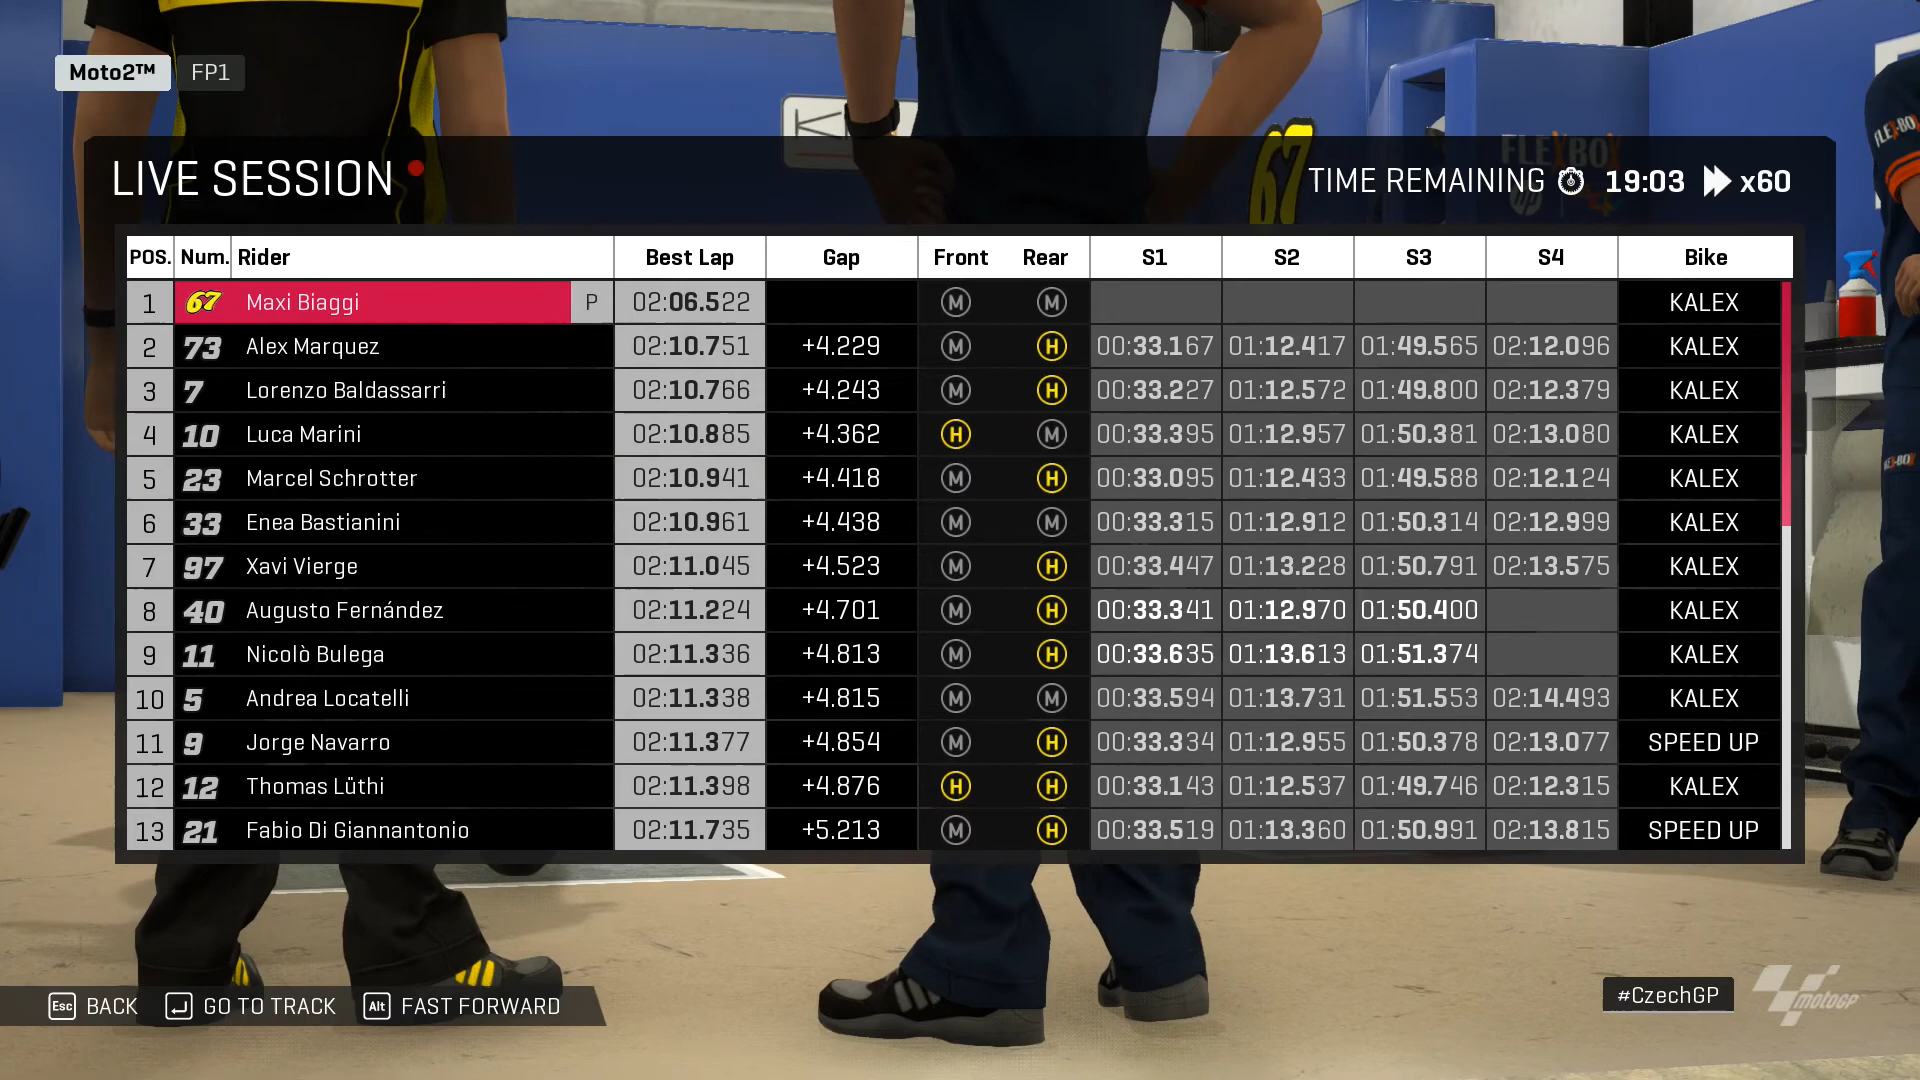 Moto2™ FP1
LIVE SESSION
TIME REMAINING 19:03 x60
POS. Num. Rider Best Lap Gap Front Rear S1 S2 S3 S4 Bike
1 67 Maxi Biaggi P 02:06.522 M M KALEX
2 73 Alex Marquez 02:10.751 +4.229 M H 00:33.167 01:12.417 01:49.565 02:12.096 KALEX
3 7 Lorenzo Baldassarri 02:10.766 +4.243 M H 00:33.227 01:12.572 01:49.800 02:12.379 KALEX
4 10 Luca Marini 02:10.885 +4.362 H M 00:33.395 01:12.957 01:50.381 02:13.080 KALEX
5 23 Marcel Schrotter 02:10.941 +4.418 M H 00:33.095 01:12.433 01:49.588 02:12.124 KALEX
6 33 Enea Bastianini 02:10.961 +4.438 M M 00:33.315 01:12.912 01:50.314 02:12.999 KALEX
7 97 Xavi Vierge 02:11.045 +4.523 M H 00:33.447 01:13.228 01:50.791 02:13.575 KALEX
8 40 Augusto Fernández 02:11.224 +4.701 M H 00:33.341 01:12.970 01:50.400 KALEX
9 11 Nicolò Bulega 02:11.336 +4.813 M H 00:33.635 01:13.613 01:51.374 KALEX
10 5 Andrea Locatelli 02:11.338 +4.815 M M 00:33.594 01:13.731 01:51.553 02:14.493 KALEX
11 9 Jorge Navarro 02:11.377 +4.854 M H 00:33.334 01:12.955 01:50.378 02:13.077 SPEED UP
12 12 Thomas Lüthi 02:11.398 +4.876 H H 00:33.143 01:12.537 01:49.746 02:12.315 KALEX
13 21 Fabio Di Giannantonio 02:11.735 +5.213 M H 00:33.519 01:13.360 01:50.991 02:13.815 SPEED UP
67
FLEXBOX
hp
Esc BACK GO TO TRACK Alt FAST FORWARD
#CzechGP
motoGP